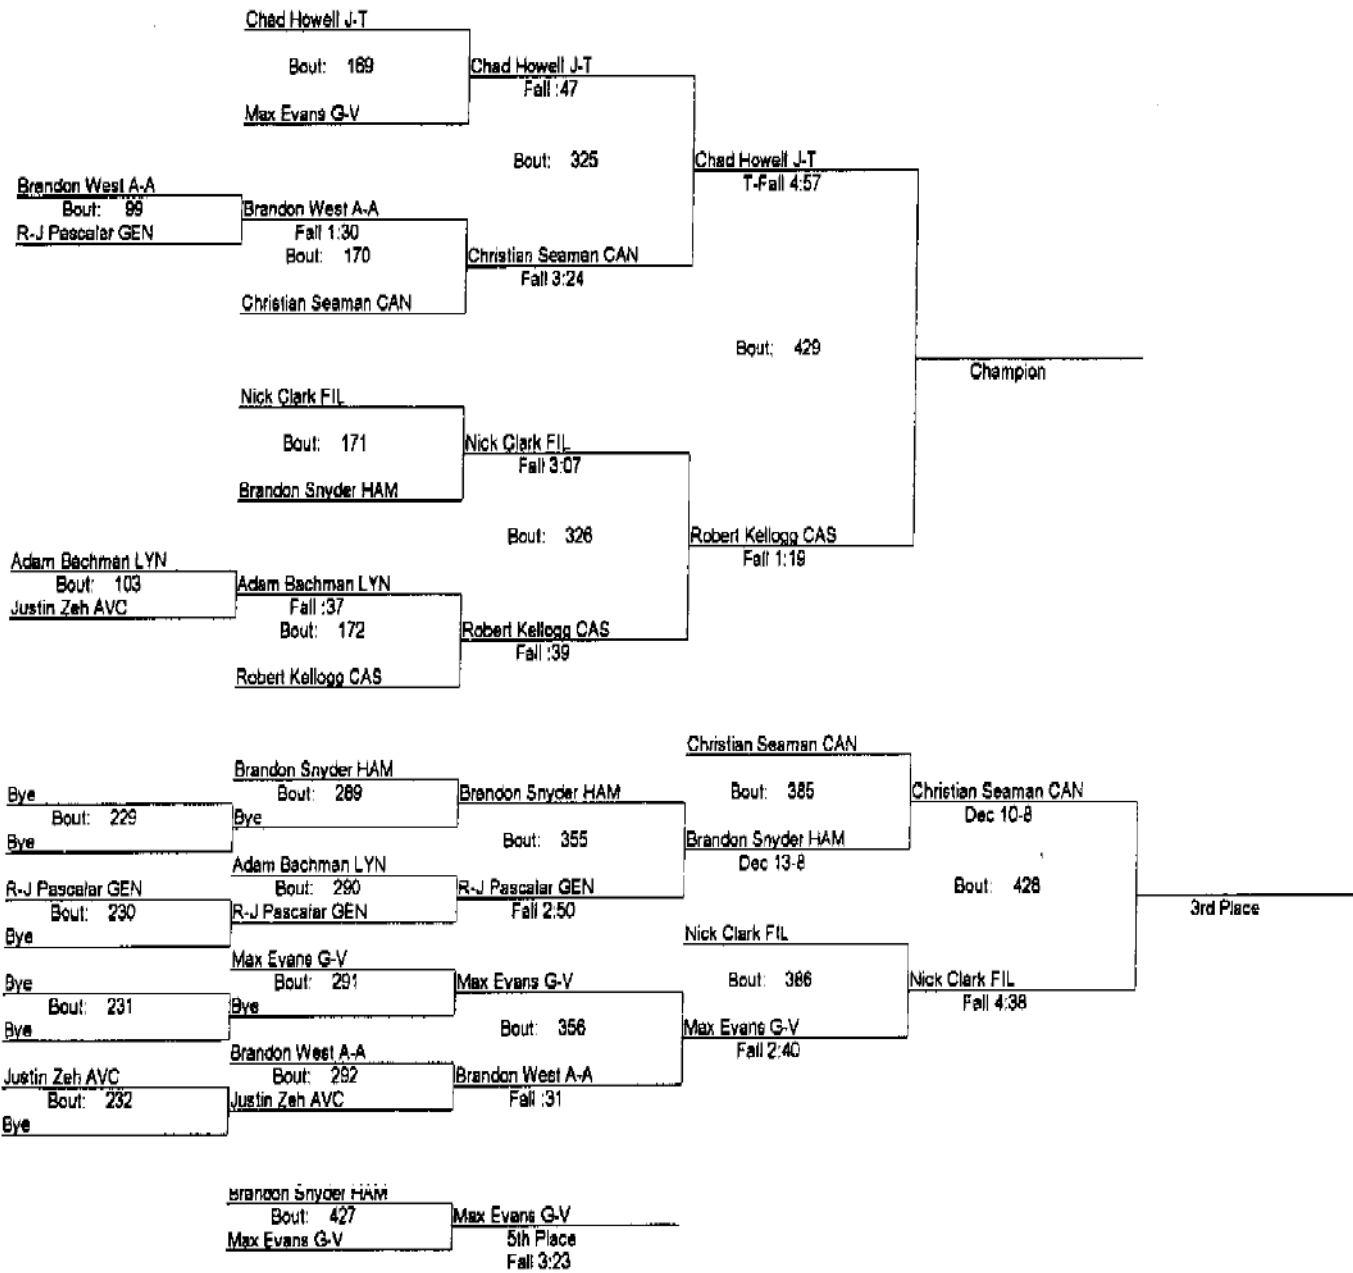 Chad Howell J-T
Bout: 169
Chad Howell J-T
Fall :47
Max Evans G-V
Bout: 325
Chad Howell J-T
T-Fall 4:57
Brandon West A-A
Bout: 99
R-J Pascalar GEN
Brandon West A-A
Fall 1:30
Bout: 170
Christian Seaman CAN
Fall 3:24
Christian Seaman CAN
Bout: 429
Champion
Nick Clark FIL
Bout: 171
Nick Clark FIL
Fall 3:07
Brandon Snyder HAM
Bout: 326
Robert Kellogg CAS
Fall 1:19
Adam Bachman LYN
Bout: 103
Justin Zeh AVC
Adam Bachman LYN
Fall :37
Bout: 172
Robert Kellogg CAS
Fall :39
Robert Kellogg CAS
Christian Seaman CAN
Brandon Snyder HAM
Bye
Bout: 289
Brandon Snyder HAM
Bout: 385
Christian Seaman CAN
Dec 10-8
Bout: 229
Bye
Bye
Bout: 355
Brandon Snyder HAM
Dec 13-8
Adam Bachman LYN
R-J Pascalar GEN
Bout: 290
R-J Pascalar GEN
Fall 2:50
Bout: 428
3rd Place
Bout: 230
R-J Pascalar GEN
Bye
Nick Clark FIL
Max Evans G-V
Bye
Bout: 291
Max Evans G-V
Bout: 386
Nick Clark FIL
Fall 4:38
Bout: 231
Bye
Bye
Bout: 356
Max Evans G-V
Fall 2:40
Brandon West A-A
Justin Zeh AVC
Bout: 292
Brandon West A-A
Fall :31
Bout: 232
Justin Zeh AVC
Bye
Brandon Snyder HAM
Bout: 427
Max Evans G-V
Max Evans G-V
5th Place
Fall 3:23